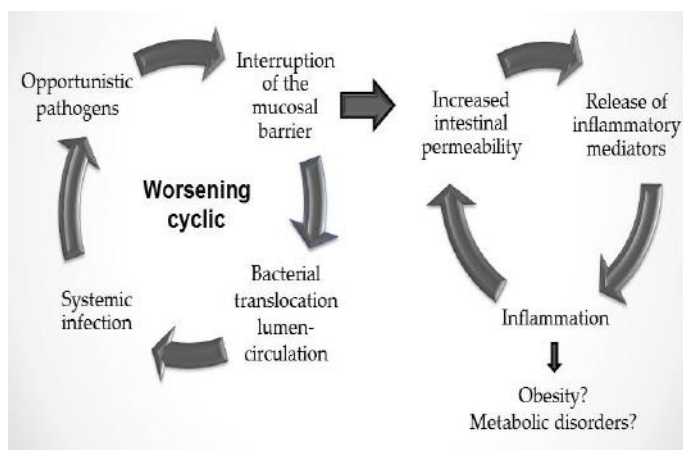 Opportunistic
pathogens
Interruption
of the
mucosal
barrier
Worsening
cyclic
Systemic
infection
Bacterial
translocation
lumen-
circulation
Increased
intestinal
permeability
Release of
inflammatory
mediators
Inflammation
Obesity?
Metabolic disorders?